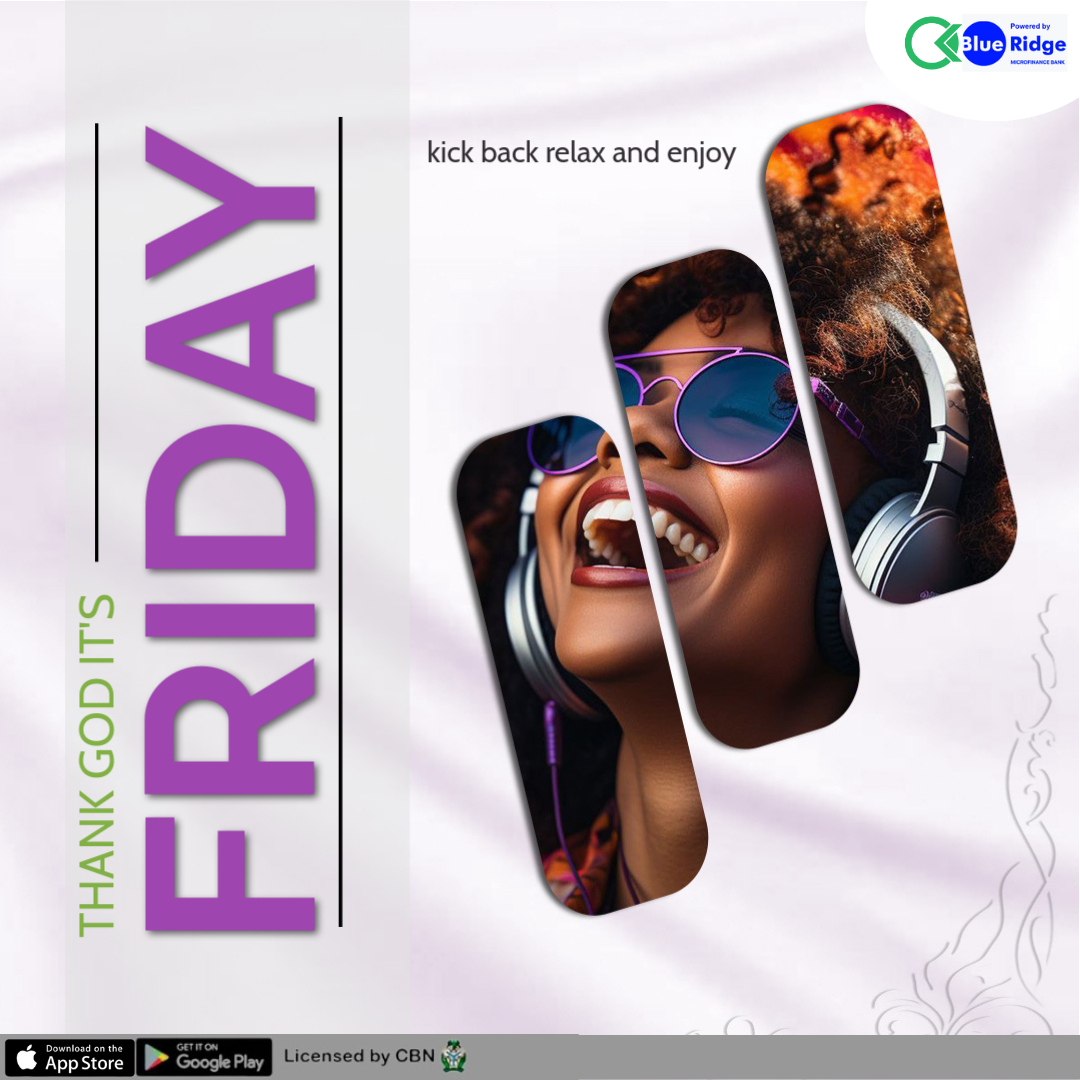 Powered by
Blue Ridge
MICROFINANCE BANK
kick back relax and enjoy
THANK GOD IT'S
FRIDAY
Download on the
App Store
GET IT ON
Google Play
Licensed by CBN